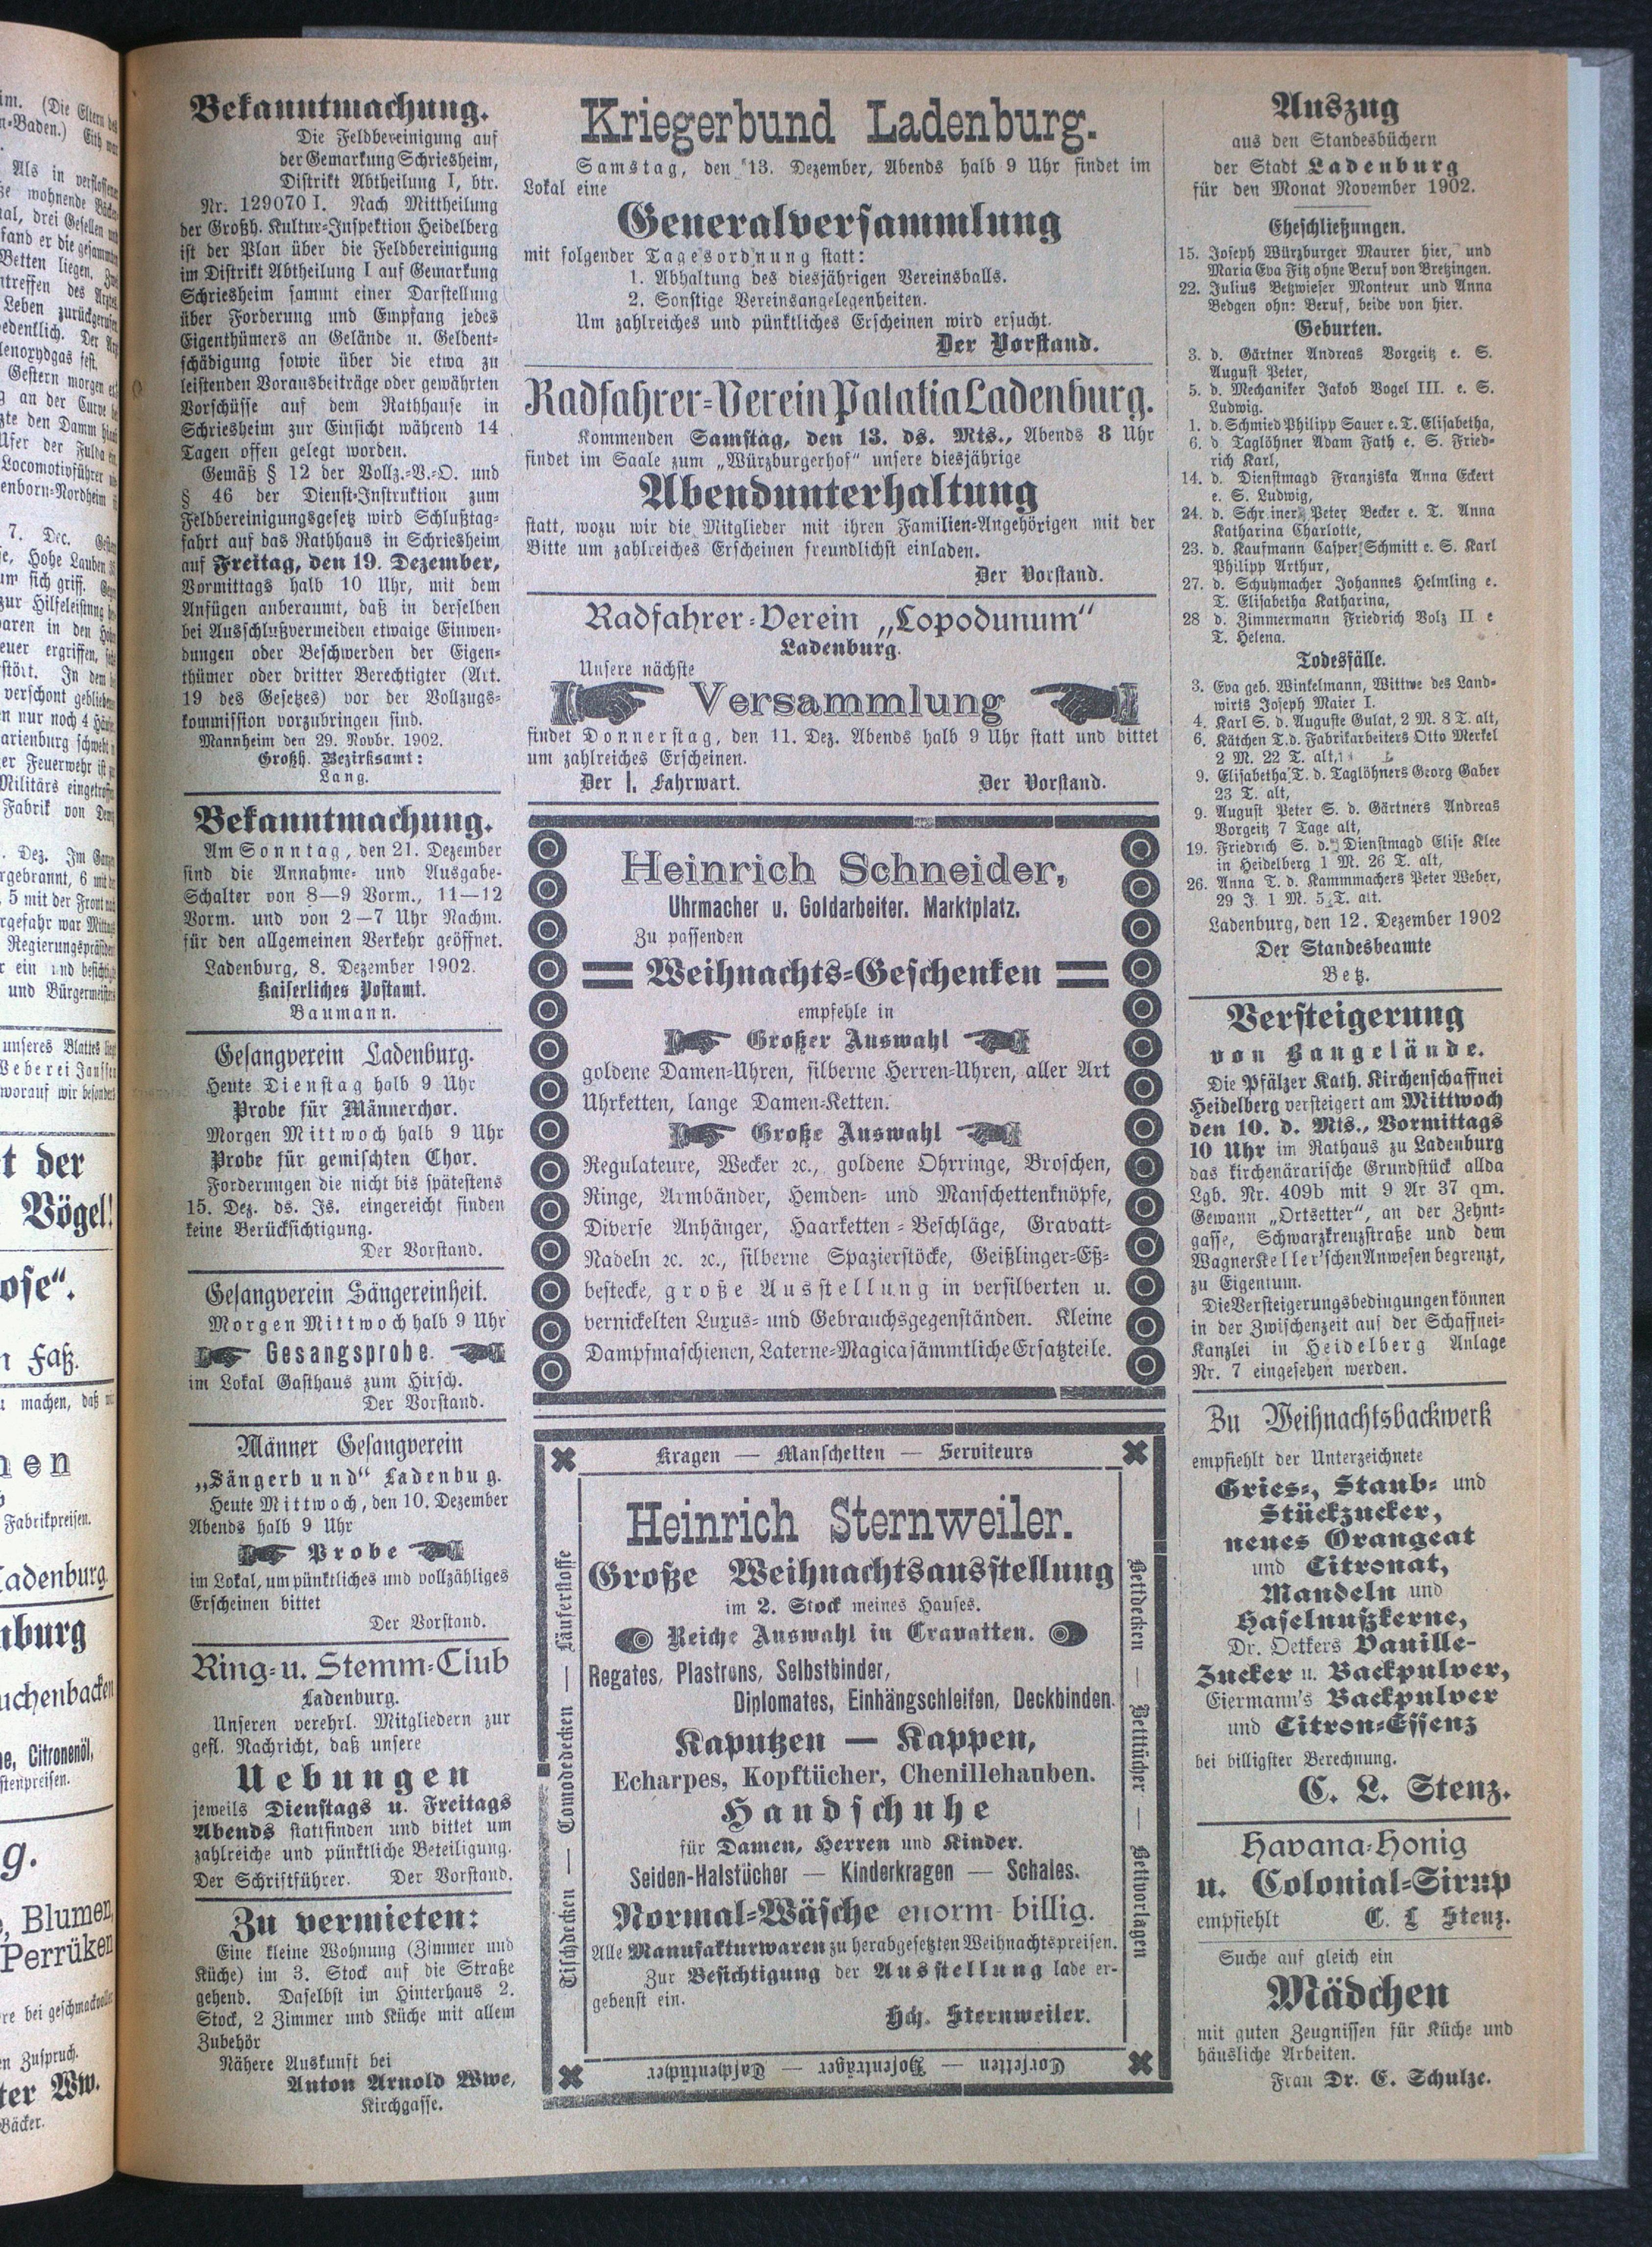 Bekanntmachung.
Die Feldbereinigung auf
der Gemarkung Schriesheim,
Distrikt Abtheilung I, btr.
Nr. 129070 I. Nach Mittheilung
der Großh. Kultur-Inspektion Heidelberg
ist der Plan über die Feldbereinigung
im Distrikt Abtheilung I auf Gemarkung
Schriesheim sammt einer Darstellung
über Forderung und Empfang jedes
Eigenthümers an Gelände u. Geldent-
schädigung sowie über die etwa zu
leistenden Vorausbeiträge oder gewährten
Vorschüsse auf dem Rathhause in
Schriesheim zur Einsicht während 14
Tagen offen gelegt worden.
Gemäß § 12 der Vollz.-V.-O. und
§ 46 der Dienst-Instruktion zum
Feldbereinigungsgesetz wird Schlußtag-
fahrt auf das Rathhaus in Schriesheim
auf Freitag, den 19. Dezember,
Vormittags halb 10 Uhr, mit dem
Anfügen anberaumt, daß in derselben
bei Ausschlußvermeiden etwaige Einwen-
dungen oder Beschwerden der Eigen-
thümer oder dritter Berechtigter (Art.
19 des Gesetzes) vor der Vollzugs-
kommission vorzubringen sind.
Mannheim den 29. Novbr. 1902.
Großh. Bezirksamt:
Lang.
Bekanntmachung.
Am Sonntag, den 21. Dezember
sind die Annahme- und Ausgabe-
Schalter von 8—9 Vorm., 11—12
Vorm. und von 2—7 Uhr Nachm.
für den allgemeinen Verkehr geöffnet.
Ladenburg, 8. Dezember 1902.
Kaiserliches Postamt.
Baumann.
Gesangverein Ladenburg.
Heute Dienstag halb 9 Uhr
Probe für Männerchor.
Morgen Mittwoch halb 9 Uhr
Probe für gemischten Chor.
Forderungen die nicht bis spätestens
15. Dez. ds. Js. eingereicht finden
keine Berücksichtigung.
Der Vorstand.
Gesangverein Sängereinheit.
Morgen Mittwoch halb 9 Uhr
Gesangsprobe.
im Lokal Gasthaus zum Hirsch.
Der Vorstand.
Männer Gesangverein
„Sängerbund“ Ladenbu g.
Heute Mittwoch, den 10. Dezember
Abends halb 9 Uhr
Probe
im Lokal, um pünktliches und vollzähliges
Erscheinen bittet
Der Vorstand.
Ring- u. Stemm-Club
Ladenburg.
Unseren verehrl. Mitgliedern zur
gefl. Nachricht, daß unsere
Uebungen
jeweils Dienstags u. Freitags
Abends stattfinden und bittet um
zahlreiche und pünktliche Beteiligung.
Der Schriftführer. Der Vorstand.
Zu vermieten:
Eine kleine Wohnung (Zimmer und
Küche) im 3. Stock auf die Straße
gehend. Daselbst im Hinterhaus 2.
Stock, 2 Zimmer und Küche mit allem
Zubehör
Nähere Auskunft bei
Anton Arnold Wwe,
Kirchgasse.
Kriegerbund Ladenburg.
Samstag, den 13. Dezember, Abends halb 9 Uhr findet im
Lokal eine
Generalversammlung
mit folgender Tagesordnung statt:
1. Abhaltung des diesjährigen Vereinsballs.
2. Sonstige Vereinsangelegenheiten.
Um zahlreiches und pünktliches Erscheinen wird ersucht.
Der Vorstand.
Radfahrer-Verein Palatia Ladenburg.
Kommenden Samstag, den 13. ds. Mts., Abends 8 Uhr
findet im Saale zum „Würzburgerhof“ unsere diesjährige
Abendunterhaltung
statt, wozu wir die Mitglieder mit ihren Familien-Angehörigen mit der
Bitte um zahlreiches Erscheinen freundlichst einladen.
Der Vorstand.
Radfahrer-Verein „Lopodunum“
Ladenburg.
Unsere nächste
Versammlung
findet Donnerstag, den 11. Dez. Abends halb 9 Uhr statt und bittet
um zahlreiches Erscheinen.
Der I. Fahrwart. Der Vorstand.
Heinrich Schneider,
Uhrmacher u. Goldarbeiter. Marktplatz.
Zu passenden
Weihnachts-Geschenken
empfehle in
Großer Auswahl
goldene Damen-Uhren, silberne Herren-Uhren, aller Art
Uhrketten, lange Damen-Ketten.
Große Auswahl
Regulateure, Wecker ꝛc., goldene Ohrringe, Broschen,
Ringe, Armbänder, Hemden- und Manschettenknöpfe,
Diverse Anhänger, Haarketten-Beschläge, Gravatt-
Nadeln ꝛc. ꝛc., silberne Spazierstöcke, Geißlinger-Eß-
bestecke, große Ausstellung in versilberten u.
vernickelten Luxus- und Gebrauchsgegenständen. Kleine
Dampfmaschienen, Laterne-Magica sämmtliche Ersatzteile.
Kragen — Manschetten — Serviteurs
Tischdecken — Comodedecken — Läuferstoffe
Heinrich Sternweiler.
Große Weihnachtsausstellung
im 2. Stock meines Hauses.
Reiche Auswahl in Cravatten.
Regates, Plastrons, Selbstbinder,
Diplomates, Einhängschleifen, Deckbinden.
Kaputzen — Kappen,
Echarpes, Kopftücher, Chenillehauben.
Handschuhe
für Damen, Herren und Kinder.
Seiden-Halstücher — Kinderkragen — Schales.
Normal-Wäsche enorm billig.
Alle Manufakturwaren zu herabgesetzten Weihnachtspreisen.
Zur Besichtigung der Ausstellung lade er-
gebenst ein.
Hch. Sternweiler.
Bettdecken — Betttücher — Bettvorlagen
Corsetten — Hosenträger — Taschentücher
Auszug
aus den Standesbüchern
der Stadt Ladenburg
für den Monat November 1902.
Eheschließungen.
15. Joseph Würzburger Maurer hier, und
Maria Eva Fitz ohne Beruf von Bretzingen.
22. Julius Betzwieser Monteur und Anna
Bedgen ohne Beruf, beide von hier.
Geburten.
3. d. Gärtner Andreas Vorgeitz e. S.
August Peter,
5. d. Mechaniker Jakob Vogel III. e. S.
Ludwig.
1. d. Schmied Philipp Sauer e. T. Elisabetha,
6. d. Taglöhner Adam Fath e. S. Fried-
rich Karl,
14. d. Dienstmagd Franziska Anna Eckert
e. S. Ludwig,
24. d. Schr iner Peter Becker e. T. Anna
Katharina Charlotte,
23. d. Kaufmann Casper Schmitt e. S. Karl
Philipp Arthur,
27. d. Schuhmacher Johannes Helmling e.
T. Elisabetha Katharina,
28 d. Zimmermann Friedrich Volz II e
T. Helena.
Todesfälle.
3. Eva geb. Winkelmann, Wittwe des Land-
wirts Joseph Maier I.
4. Karl S. d. Auguste Gulat, 2 M. 8 T. alt,
6. Kätchen T. d. Fabrikarbeiters Otto Merkel
2 M. 22 T. alt,
9. Elisabetha T. d. Taglöhners Georg Gaber
23 T. alt,
9. August Peter S. d. Gärtners Andreas
Vorgeitz 7 Tage alt,
19. Friedrich S. d. Dienstmagd Elise Klee
in Heidelberg 1 M. 26 T. alt,
26. Anna T. d. Kammmachers Peter Weber,
29 J. 1 M. 5 T. alt.
Ladenburg, den 12. Dezember 1902
Der Standesbeamte
Betz.
Versteigerung
von Baugelände.
Die Pfälzer Kath. Kirchenschaffnei
Heidelberg versteigert am Mittwoch
den 10. d. Mts., Vormittags
10 Uhr im Rathaus zu Ladenburg
das kirchenärarische Grundstück allda
Lgb. Nr. 409b mit 9 Ar 37 qm.
Gewann „Ortsetter“, an der Zehnt-
gasse, Schwarzkreuzstraße und dem
Wagner Keller'schen Anwesen begrenzt,
zu Eigentum.
Die Versteigerungsbedingungen können
in der Zwischenzeit auf der Schaffnei-
Kanzlei in Heidelberg Anlage
Nr. 7 eingesehen werden.
Zu Weihnachtsbackwerk
empfiehlt der Unterzeichnete
Gries-, Staub- und
Stückzucker,
neues Orangeat
und Citronat,
Mandeln und
Haselnußkerne,
Dr. Oetkers Vanille-
Zucker u. Backpulver,
Eiermann's Backpulver
und Citron-Essenz
bei billigster Berechnung.
C. L. Stenz.
Havana-Honig
u. Colonial-Sirup
empfiehlt C. L Stenz.
Suche auf gleich ein
Mädchen
mit guten Zeugnissen für Küche und
häusliche Arbeiten.
Frau Dr. C. Schulze.